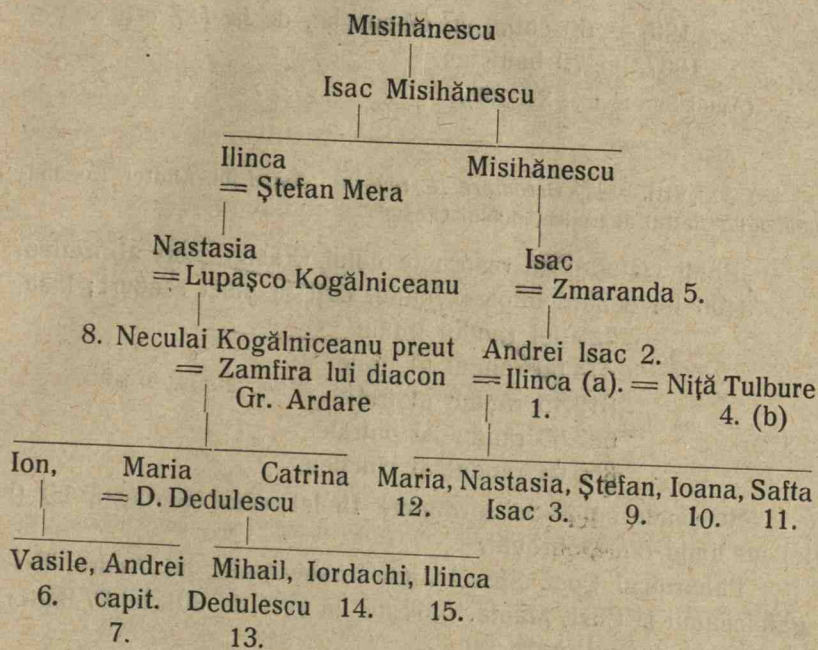 Misihănescu
Isac Misihănescu
Ilinca Misihănescu
= Ştefan Mera
Nastasia Isac
= Lupaşco Kogălniceanu = Zmaranda 5.
8. Neculai Kogălniceanu preut Andrei Isac 2.
= Zamfira lui diacon = Ilinca (a). = Niţă Tulbure
Gr. Ardare 1. 4. (b)
Ion, Maria Catrina Maria, Nastasia, Ştefan, Ioana, Safta
= D. Dedulescu 12. Isac 3. 9. 10. 11.
Vasile, Andrei Mihail, Iordachi, Ilinca
6. capit. Dedulescu 14. 15.
7. 13.